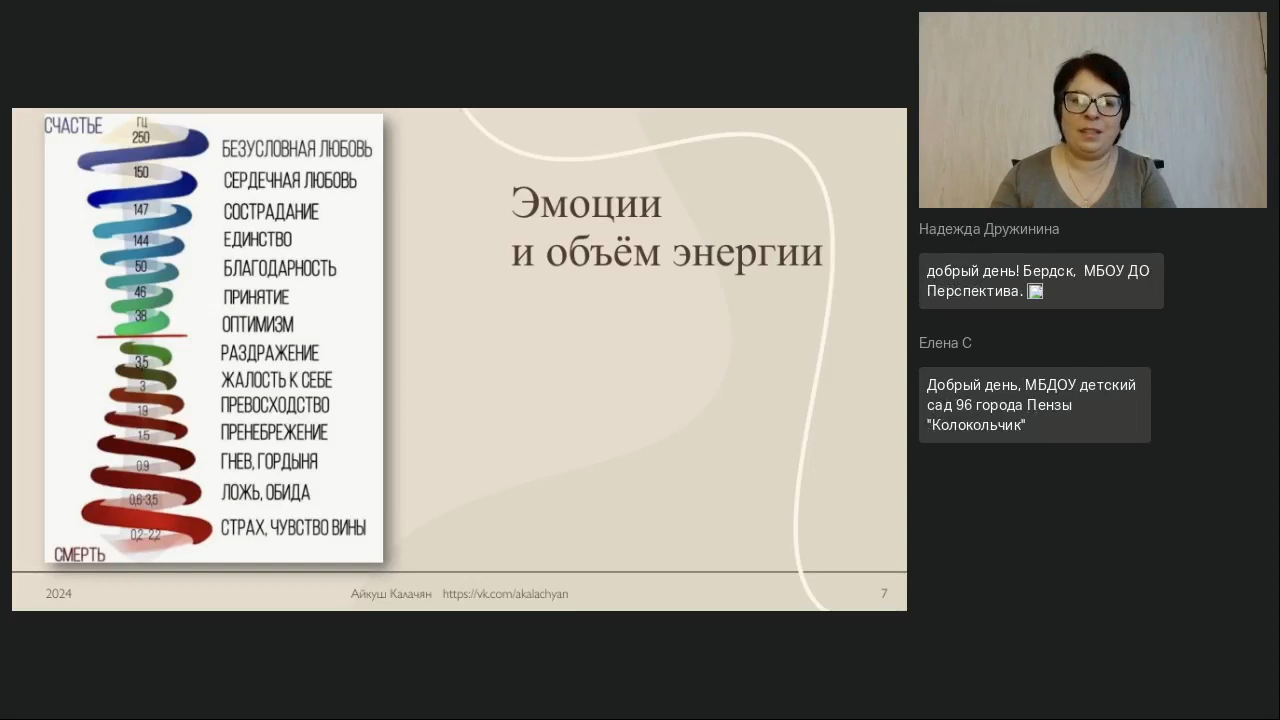 СЧАСТЬЕ
ГЦ
250
БЕЗУСЛОВНАЯ ЛЮБОВЬ
150
СЕРДЕЧНАЯ ЛЮБОВЬ
147
СОСТРАДАНИЕ
144
ЕДИНСТВО
50
БЛАГОДАРНОСТЬ
46
ПРИНЯТИЕ
38
ОПТИМИЗМ
3,5
РАЗДРАЖЕНИЕ
3
ЖАЛОСТЬ К СЕБЕ
1.9
ПРЕВОСХОДСТВО
1.5
ПРЕНЕБРЕЖЕНИЕ
0.9
ГНЕВ, ГОРДЫНЯ
0,6-3,5
ЛОЖЬ, ОБИДА
0,2-2,2
СТРАХ, ЧУВСТВО ВИНЫ
СМЕРТЬ
Эмоции
и объём энергии
2024
Айкуш Калачян https://vk.com/akalachyan
7
Надежда Дружинина
добрый день! Бердск, МБОУ ДО
Перспектива.
Елена С
Добрый день, МБДОУ детский
сад 96 города Пензы
"Колокольчик"